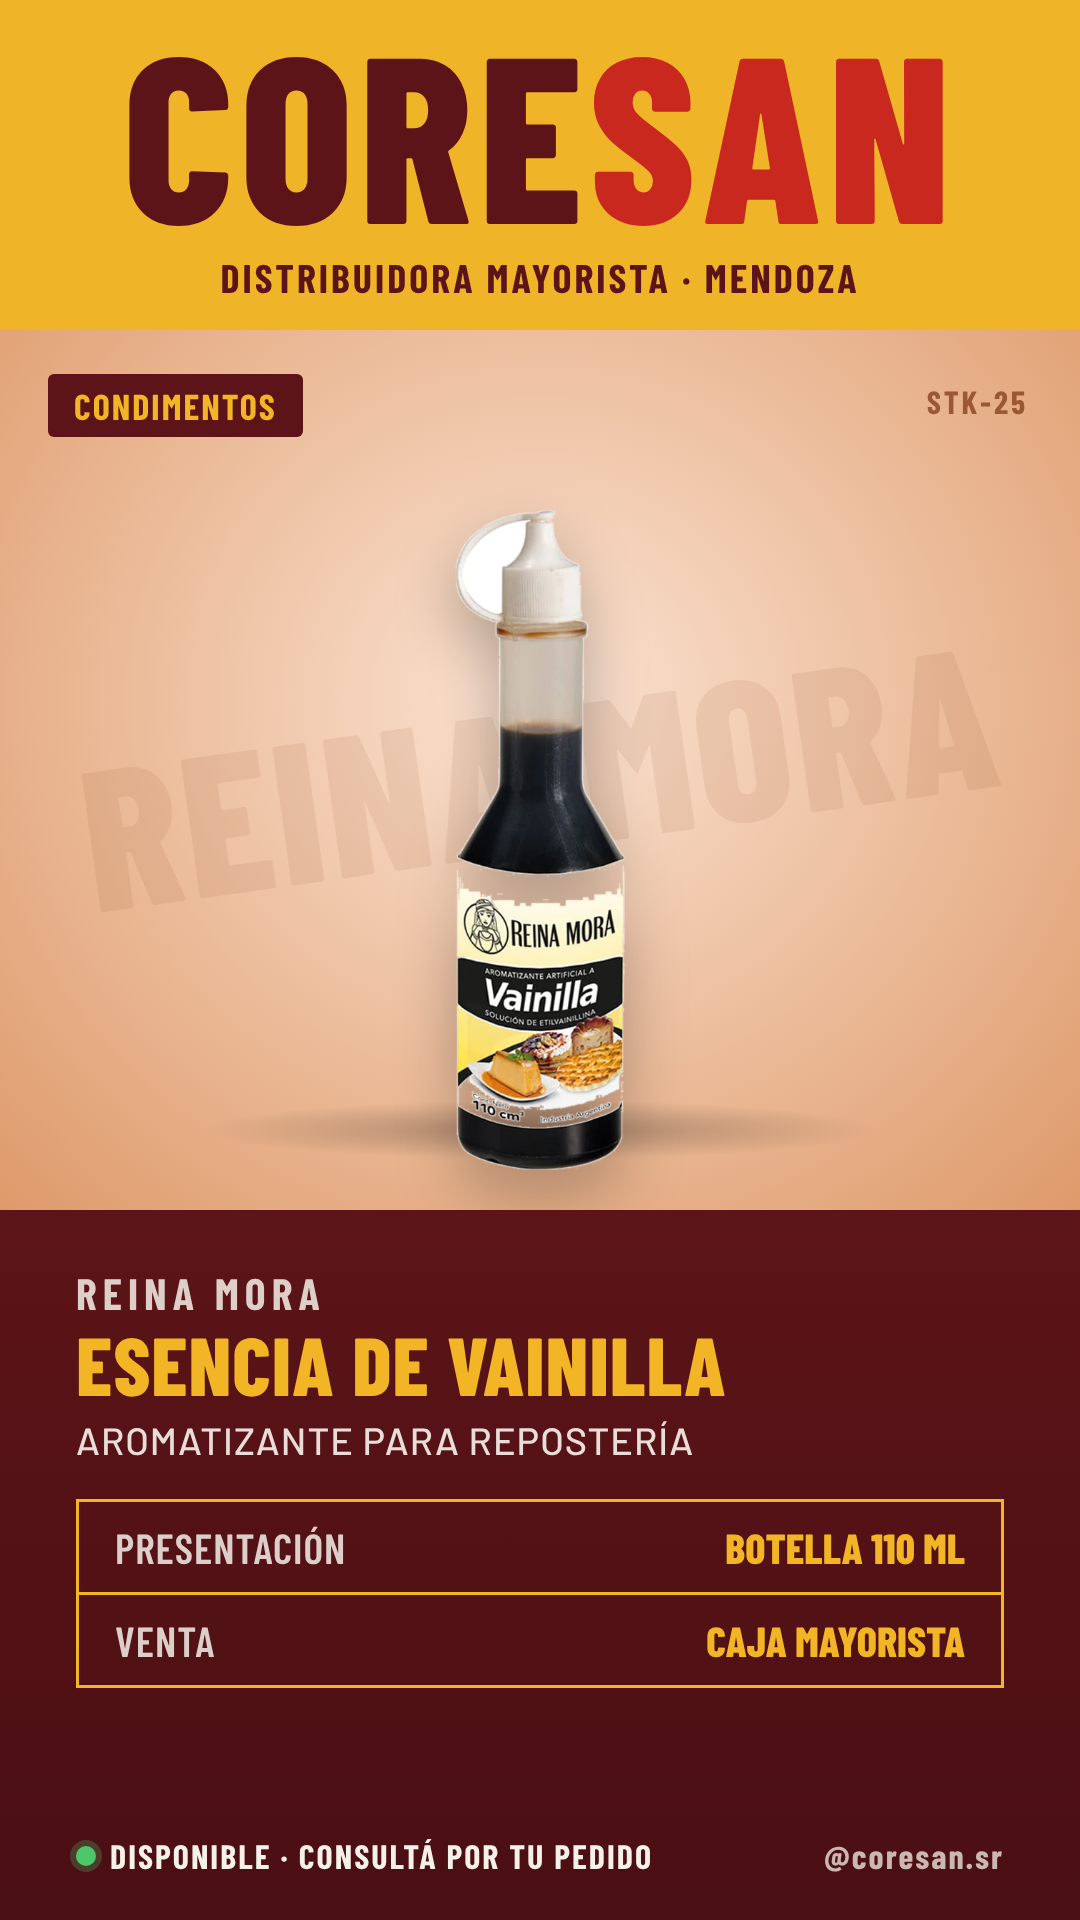 CORESAN
DISTRIBUIDORA MAYORISTA · MENDOZA
CONDIMENTOS
STK-25
REINA MORA
REINA MORA
AROMATIZANTE ARTIFICIAL A
Vainilla
SOLUCIÓN DE ETILVAINILLINA
110 cm³
Industria Argentina
REINA MORA
ESENCIA DE VAINILLA
AROMATIZANTE PARA REPOSTERÍA
PRESENTACIÓN BOTELLA 110 ML
VENTA CAJA MAYORISTA
DISPONIBLE · CONSULTÁ POR TU PEDIDO
@coresan.sr